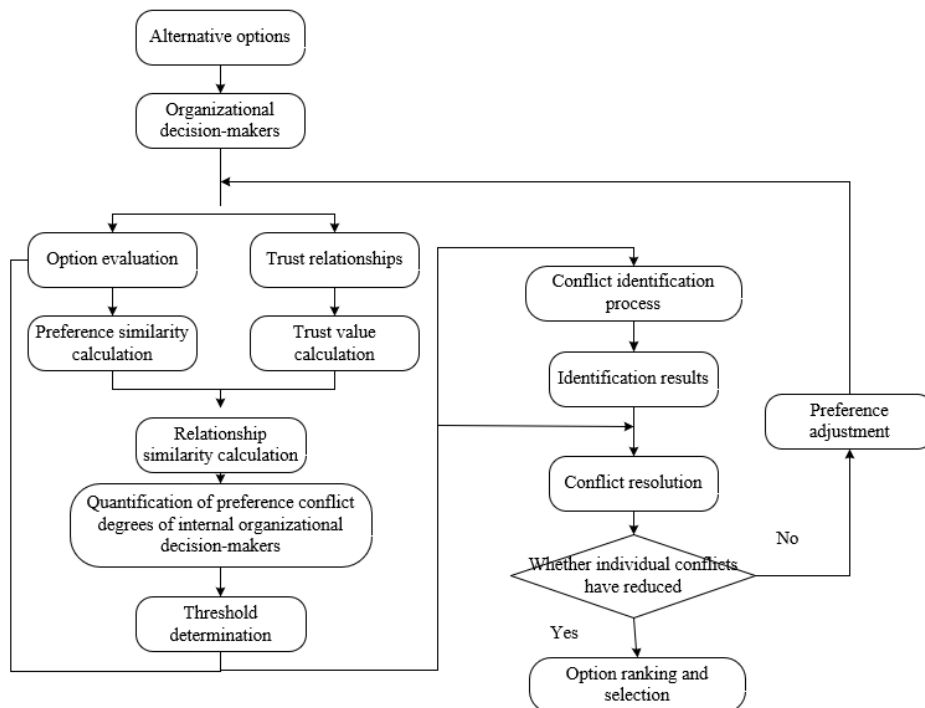 Alternative options
Organizational
decision-makers
Option evaluation
Trust relationships
Preference similarity
calculation
Trust value
calculation
Relationship
similarity calculation
Quantification of preference conflict
degrees of internal organizational
decision-makers
Threshold
determination
Conflict identification
process
Identification results
Conflict resolution
Whether individual conflicts
have reduced
No
Preference
adjustment
Yes
Option ranking and
selection